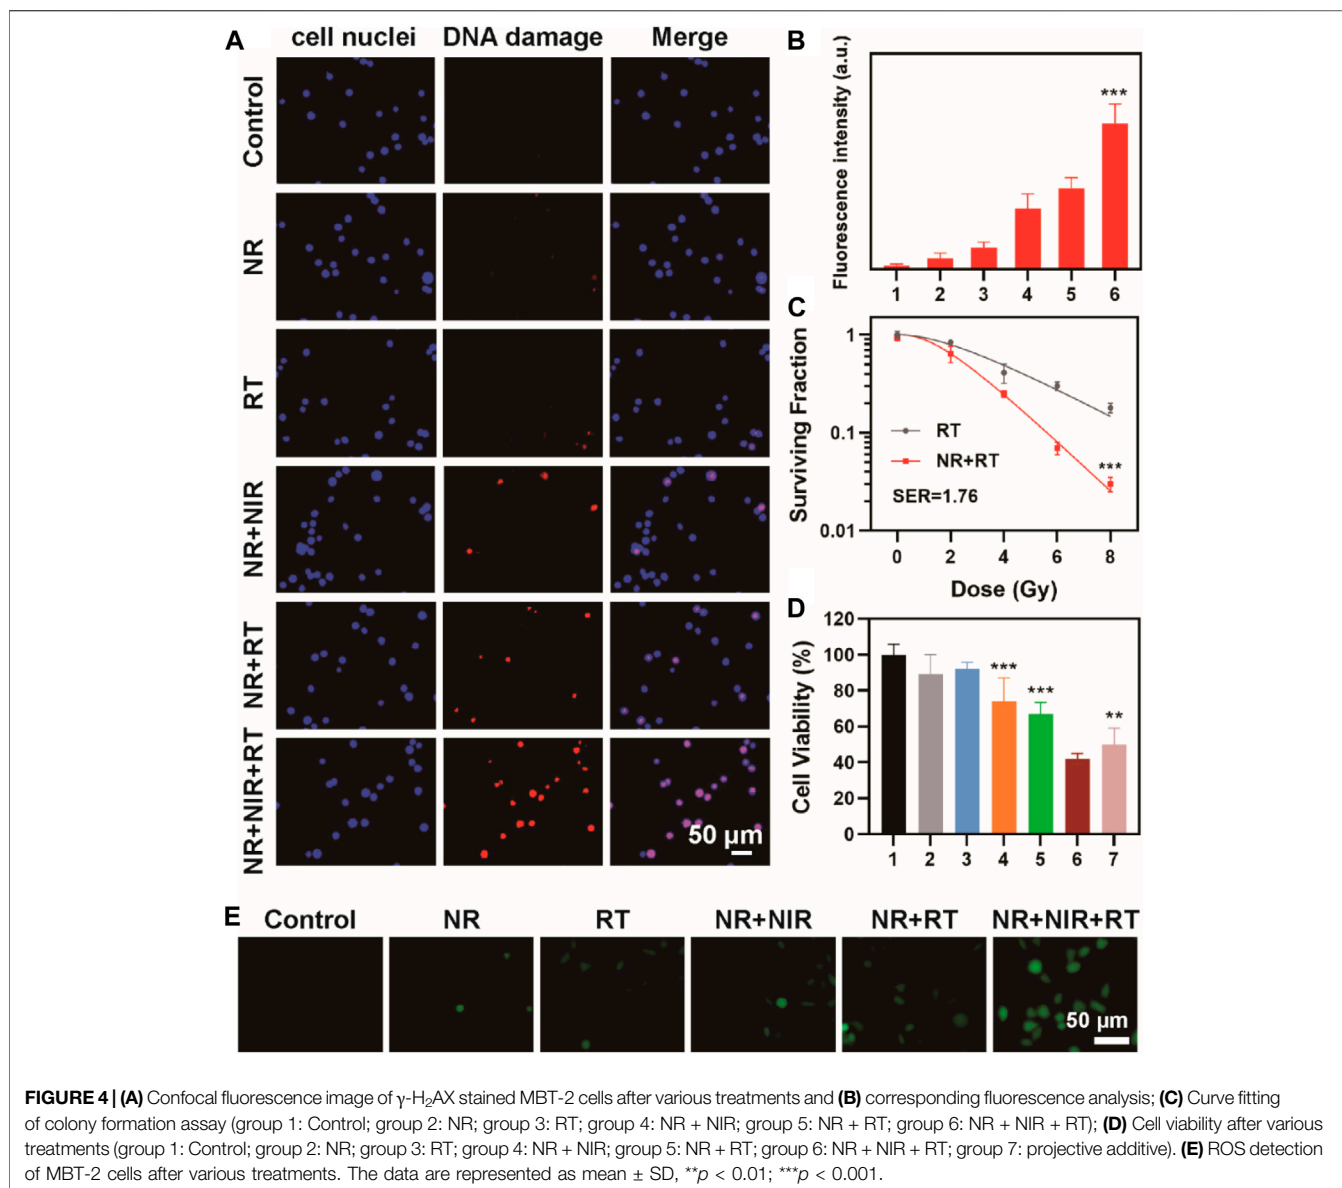 A
cell nuclei DNA damage Merge
Control
NR
RT
NR+NIR
NR+RT
NR+NIR+RT
50 µm
B
Fluorescence intensity (a.u.)
***
1 2 3 4 5 6
C
Surviving Fraction
1
0.1
0.01
RT
NR+RT
SER=1.76
***
0 2 4 6 8
Dose (Gy)
D
Cell Viability (%)
120
100
80
60
40
20
0
***
***
**
1 2 3 4 5 6 7
E
Control NR RT NR+NIR NR+RT NR+NIR+RT
50 µm
FIGURE 4 | (A) Confocal fluorescence image of γ-H₂AX stained MBT-2 cells after various treatments and (B) corresponding fluorescence analysis; (C) Curve fitting
of colony formation assay (group 1: Control; group 2: NR; group 3: RT; group 4: NR + NIR; group 5: NR + RT; group 6: NR + NIR + RT); (D) Cell viability after various
treatments (group 1: Control; group 2: NR; group 3: RT; group 4: NR + NIR; group 5: NR + RT; group 6: NR + NIR + RT; group 7: projective additive). (E) ROS detection
of MBT-2 cells after various treatments. The data are represented as mean ± SD, **p < 0.01; ***p < 0.001.